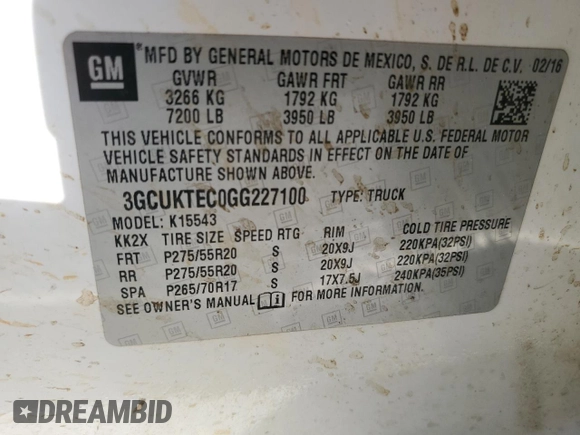 GM
MFD BY GENERAL MOTORS DE MEXICO, S. DE R.L. DE C.V. 02/16
GVWR GAWR FRT GAWR RR
3266 KG 1792 KG 1792 KG
7200 LB 3950 LB 3950 LB
THIS VEHICLE CONFORMS TO ALL APPLICABLE U.S. FEDERAL MOTOR
VEHICLE SAFETY STANDARDS IN EFFECT ON THE DATE OF
MANUFACTURE SHOWN ABOVE.
3GCUKTEC0GG227100 TYPE: TRUCK
MODEL: K15543
KK2X TIRE SIZE SPEED RTG RIM COLD TIRE PRESSURE
FRT P275/55R20 S 20X9J 220KPA(32PSI)
RR P275/55R20 S 20X9J 220KPA(32PSI)
SPA P265/70R17 S 17X7.5J 240KPA(35PSI)
SEE OWNER'S MANUAL FOR MORE INFORMATION.
DREAMBID